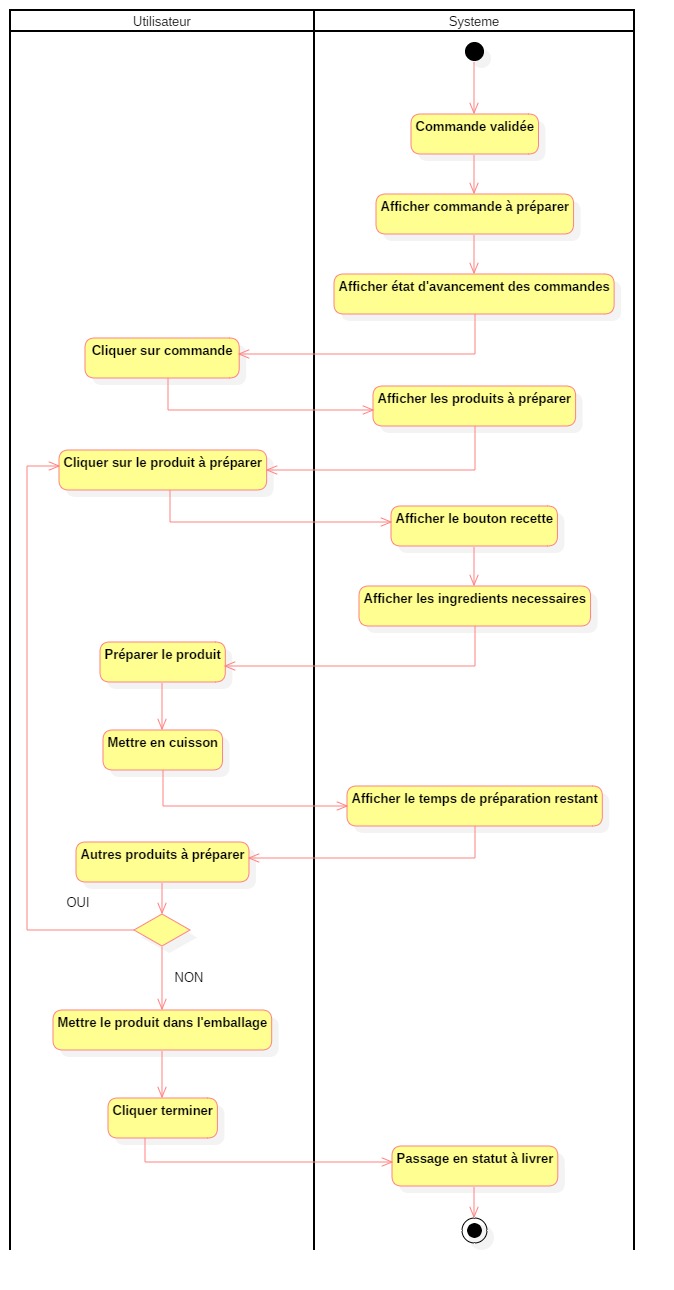 Utilisateur
Systeme
Commande validée
Afficher commande à préparer
Afficher état d'avancement des commandes
Cliquer sur commande
Afficher les produits à préparer
Cliquer sur le produit à préparer
Afficher le bouton recette
Afficher les ingredients necessaires
Préparer le produit
Mettre en cuisson
Afficher le temps de préparation restant
Autres produits à préparer
OUI
NON
Mettre le produit dans l'emballage
Cliquer terminer
Passage en statut à livrer